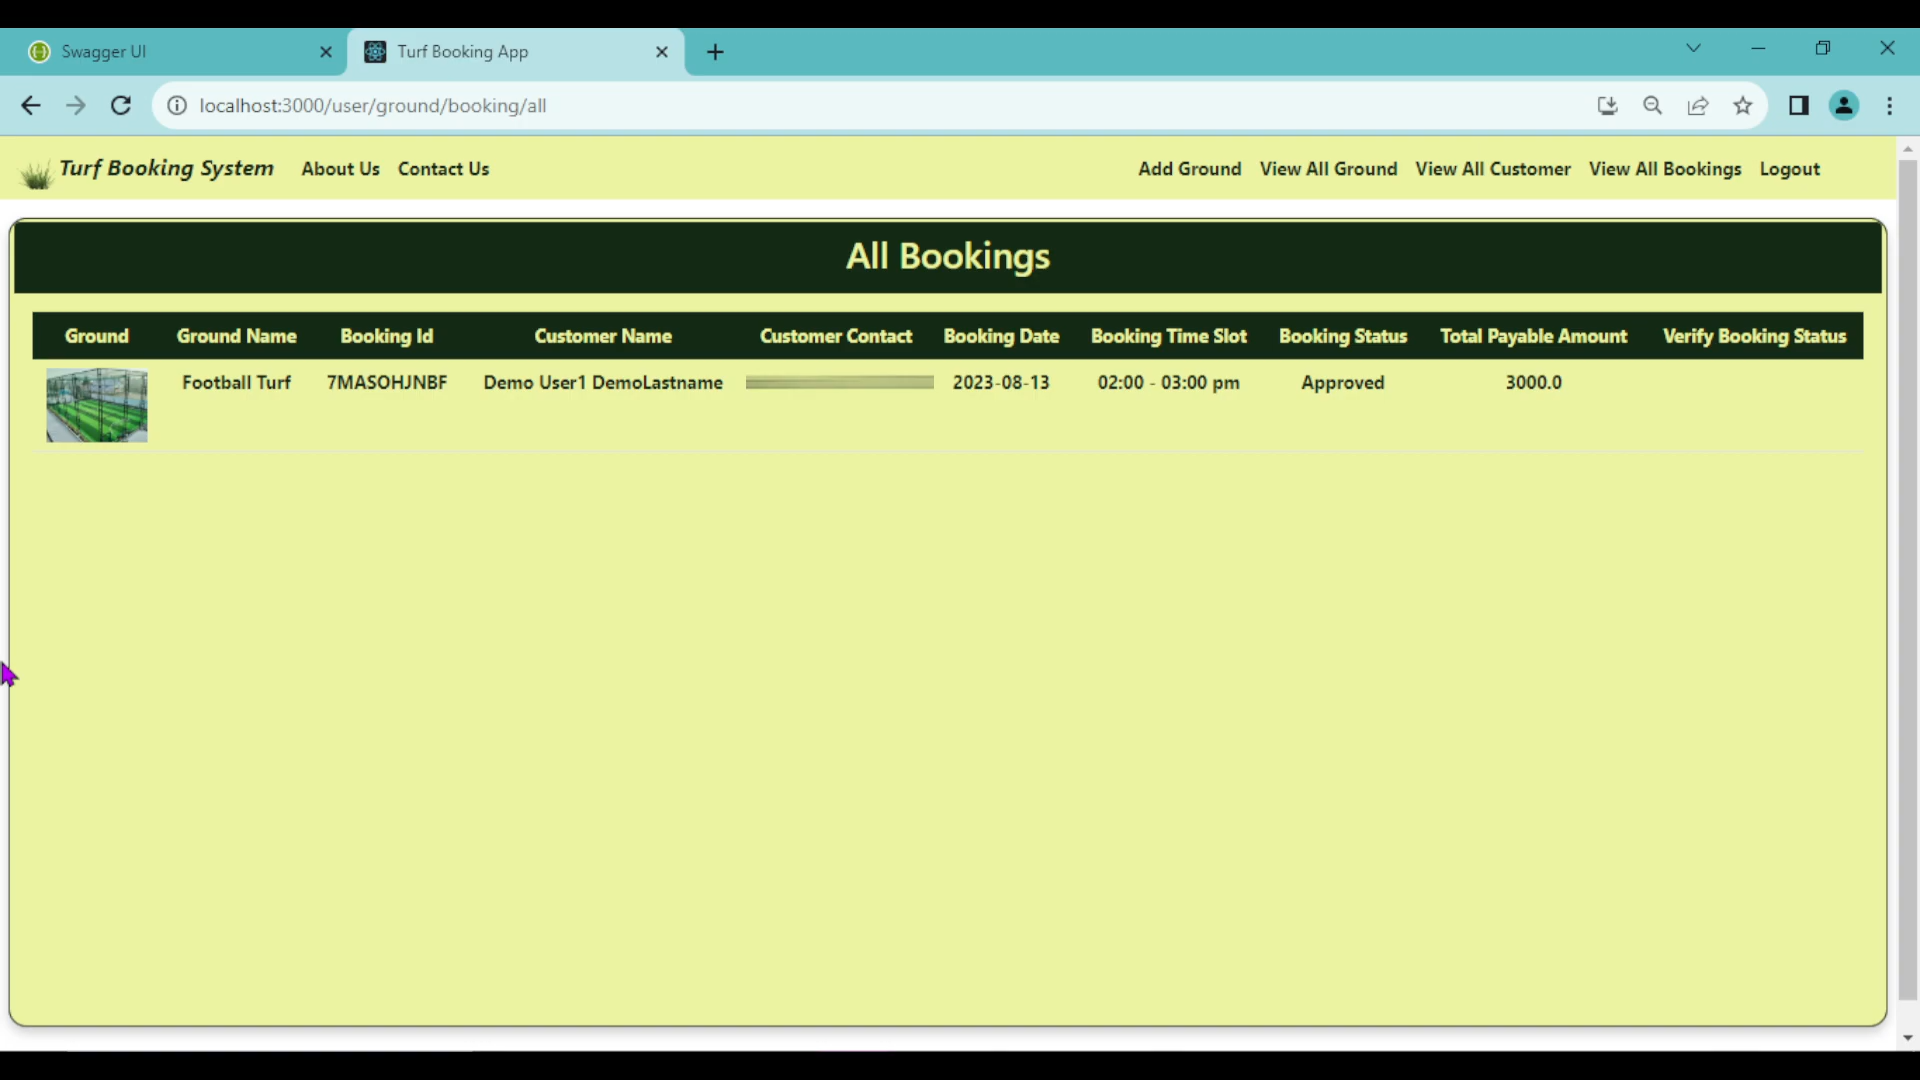 Swagger UI
Turf Booking App
localhost:3000/user/ground/booking/all
Turf Booking System About Us Contact Us Add Ground View All Ground View All Customer View All Bookings Logout
All Bookings
Ground Ground Name Booking Id Customer Name Customer Contact Booking Date Booking Time Slot Booking Status Total Payable Amount Verify Booking Status
Football Turf 7MASOHJNBF Demo User1 DemoLastname 2023-08-13 02:00 - 03:00 pm Approved 3000.0